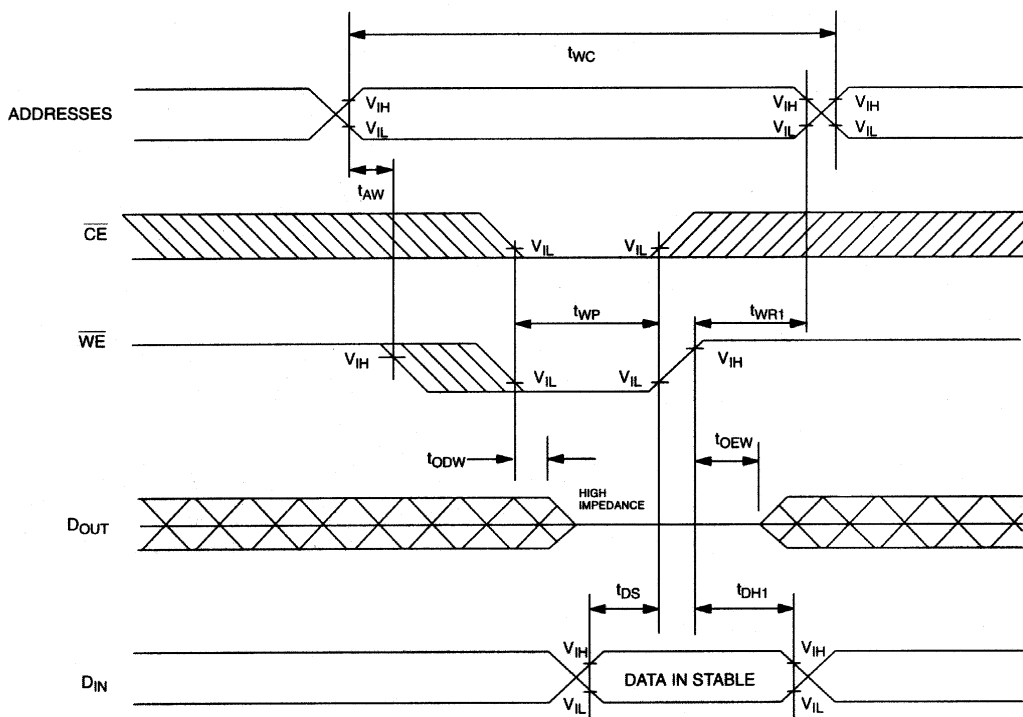 tWC
ADDRESSES
VIH VIH VIH
VIL VIL VIL
tAW
CE
VIL VIL
tWP tWR1
WE
VIH VIH
VIL VIL
tODW tOEW
DOUT
HIGH
IMPEDANCE
tDS tDH1
VIH VIH
DIN DATA IN STABLE
VIL VIL